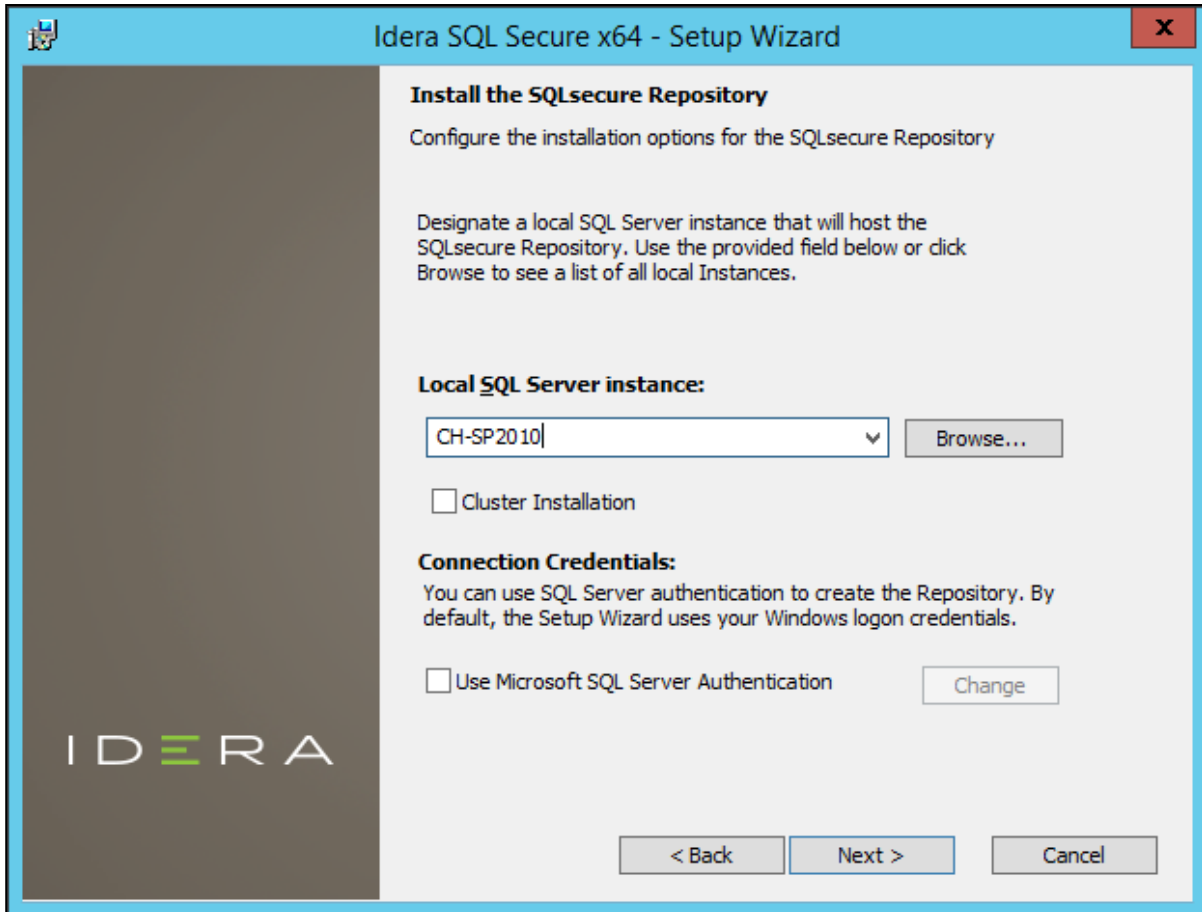 Idera SQL Secure x64 - Setup Wizard
x
Install the SQLsecure Repository
Configure the installation options for the SQLsecure Repository
Designate a local SQL Server instance that will host the
SQLsecure Repository. Use the provided field below or click
Browse to see a list of all local Instances.
Local SQL Server instance:
CH-SP2010
Browse...
Cluster Installation
Connection Credentials:
You can use SQL Server authentication to create the Repository. By
default, the Setup Wizard uses your Windows logon credentials.
Use Microsoft SQL Server Authentication
Change
IDERA
< Back
Next >
Cancel